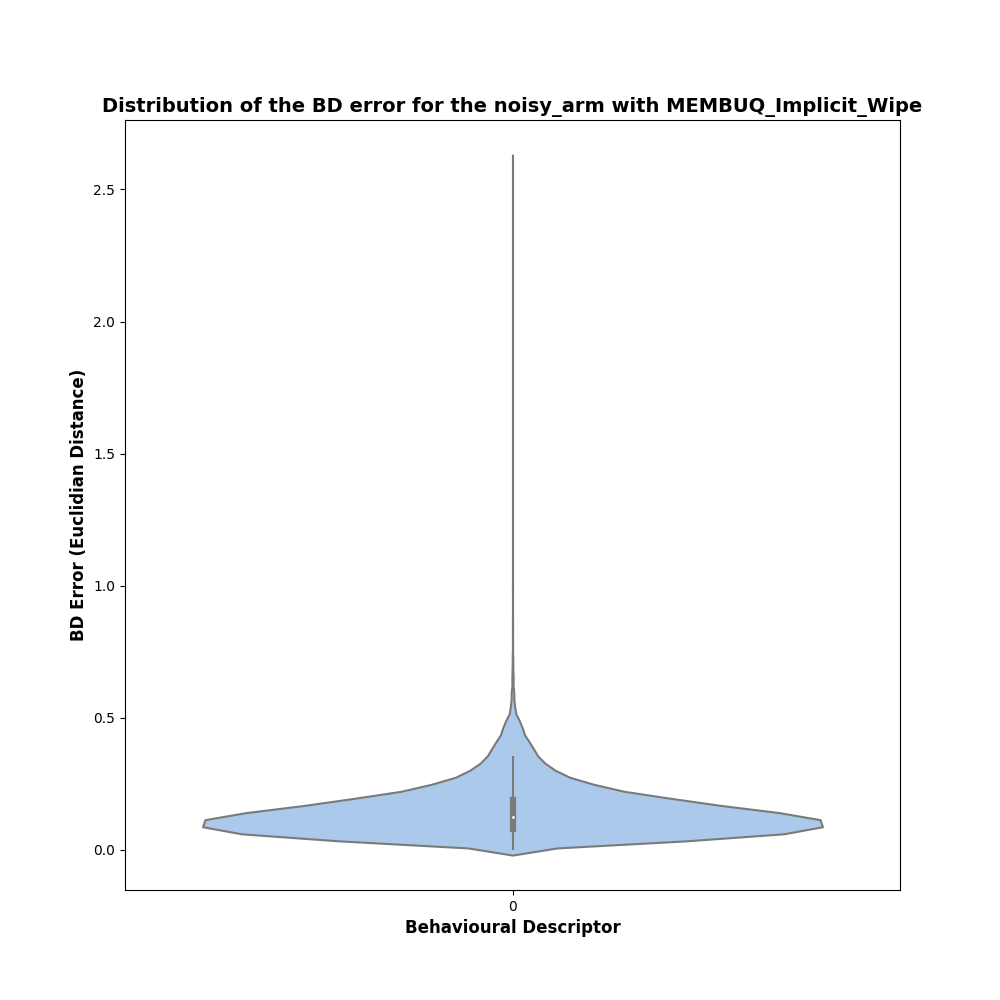 Distribution of the BD error for the noisy_arm with MEMBUQ_Implicit_Wipe
2.5
2.0
1.5
1.0
0.5
0.0
BD Error (Euclidian Distance)
0
Behavioural Descriptor